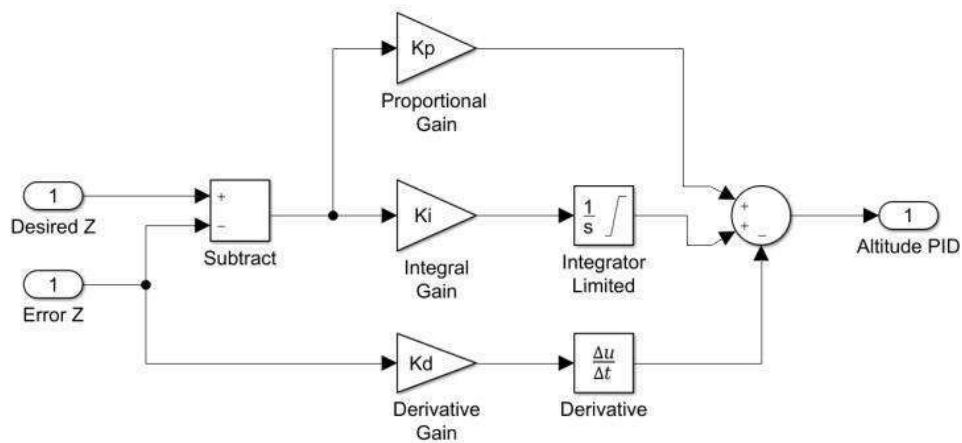 Kp
Proportional
Gain
1
Desired Z
+
−
Subtract
Ki
Integral
Gain
1
s
Integrator
Limited
+
+
−
1
Altitude PID
1
Error Z
Kd
Derivative
Gain
Δu
Δt
Derivative